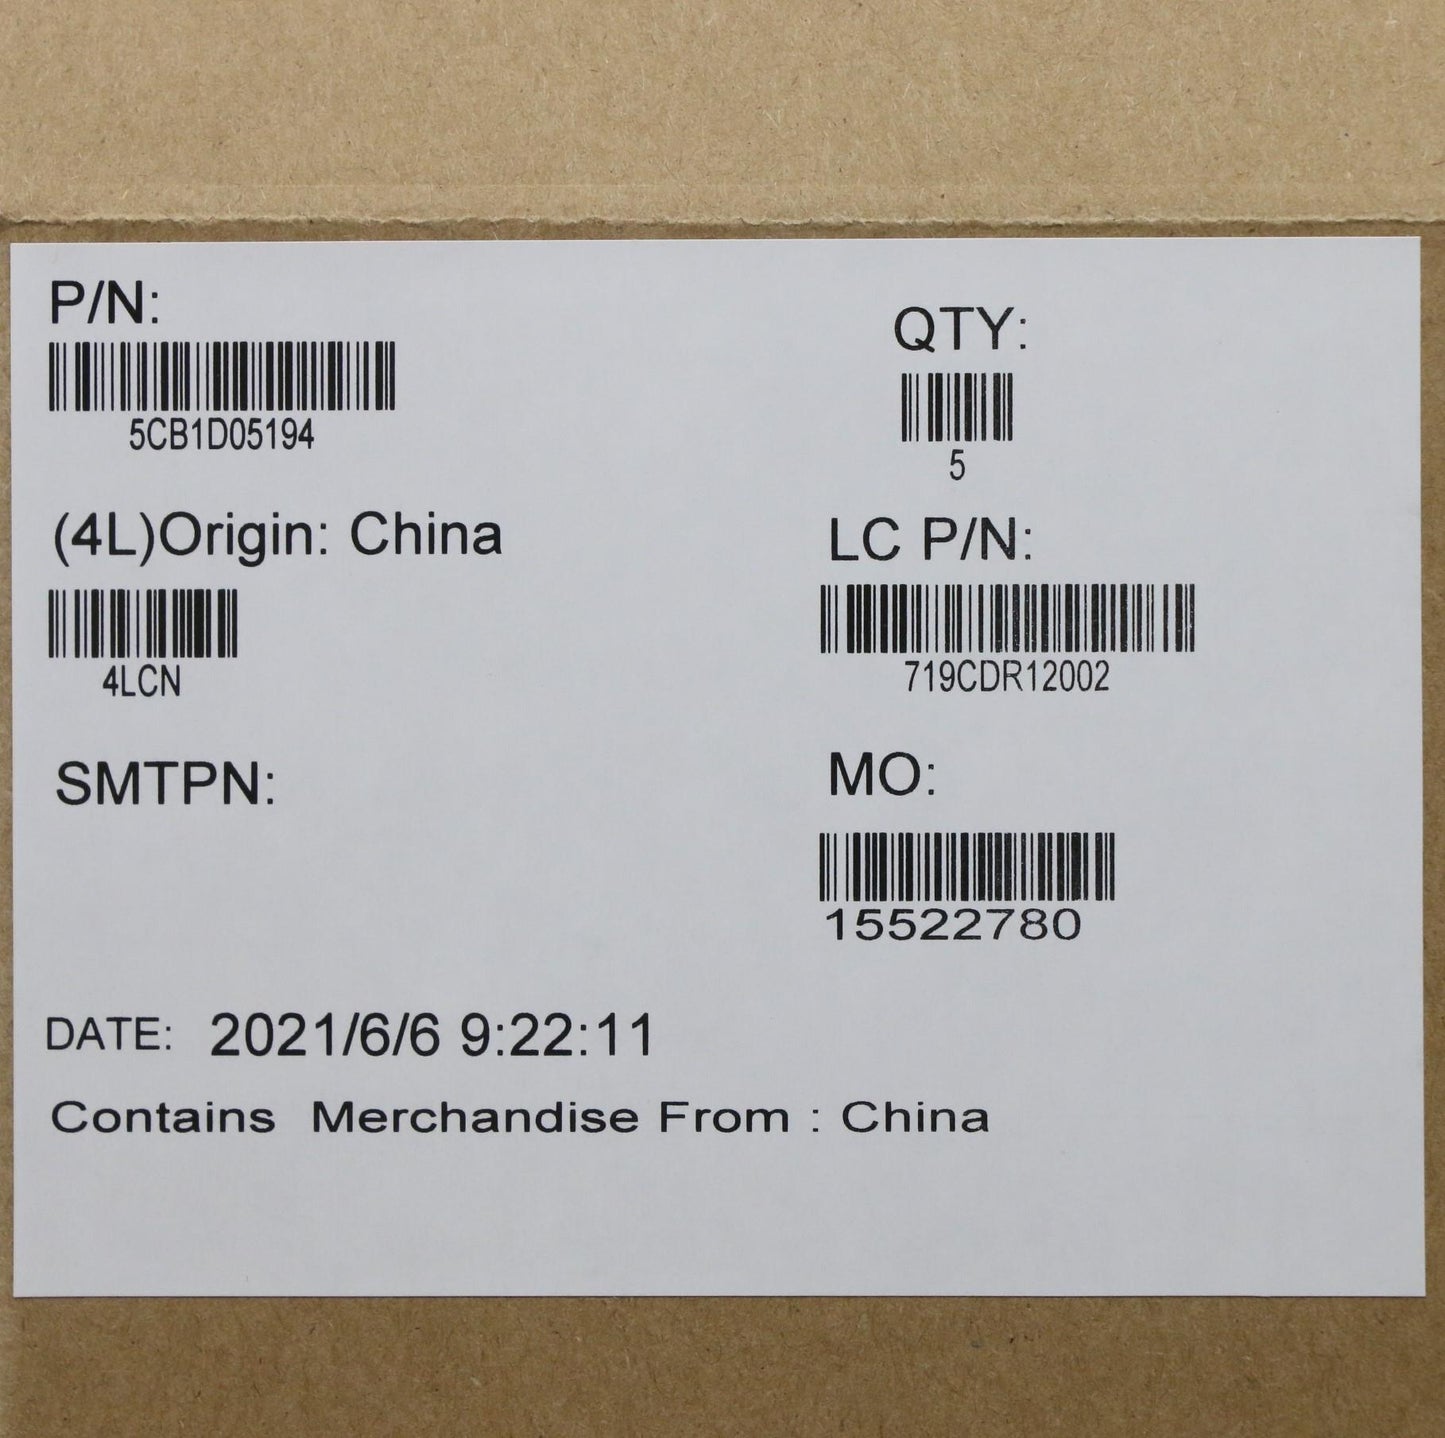 P/N:
5CB1D05194
QTY:
5
(4L)Origin: China
4LCN
LC P/N:
719CDR12002
SMTPN:
MO:
15522780
DATE: 2021/6/6 9:22:11
Contains Merchandise From : China